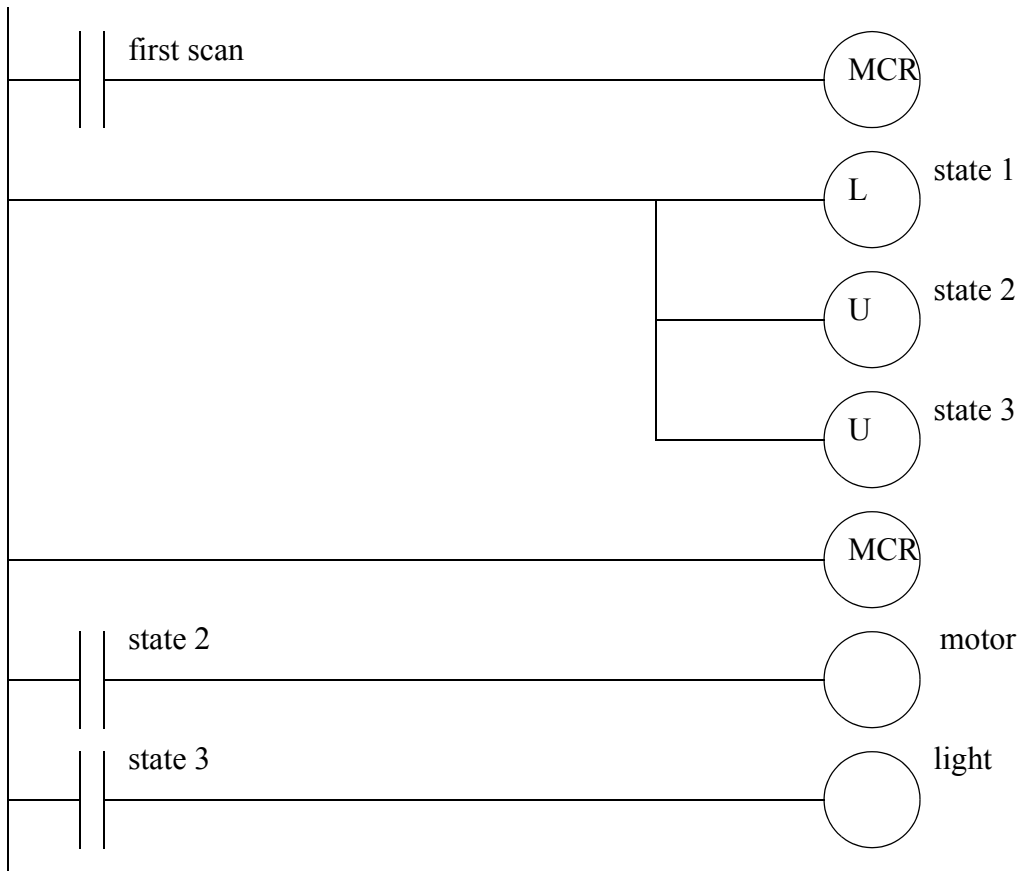 first scan
MCR
L
state 1
U
state 2
U
state 3
MCR
state 2
motor
state 3
light